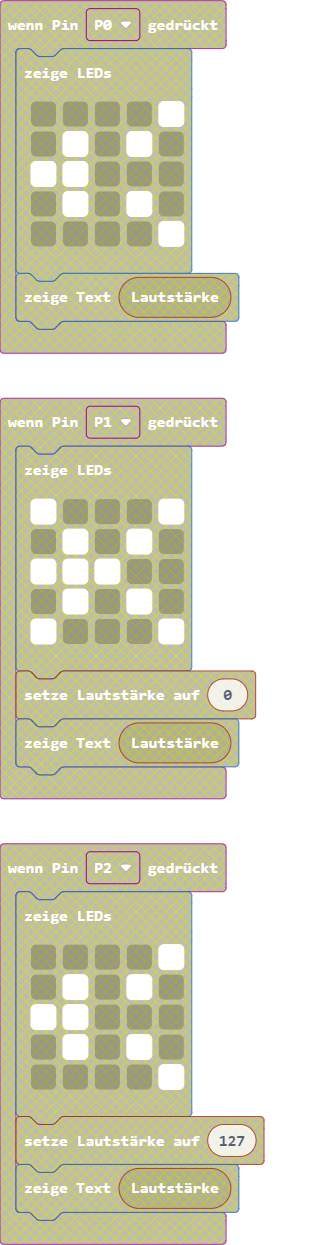 wenn Pin P0 gedrückt
zeige LEDs
zeige Text Lautstärke
wenn Pin P1 gedrückt
zeige LEDs
setze Lautstärke auf 0
zeige Text Lautstärke
wenn Pin P2 gedrückt
zeige LEDs
setze Lautstärke auf 127
zeige Text Lautstärke